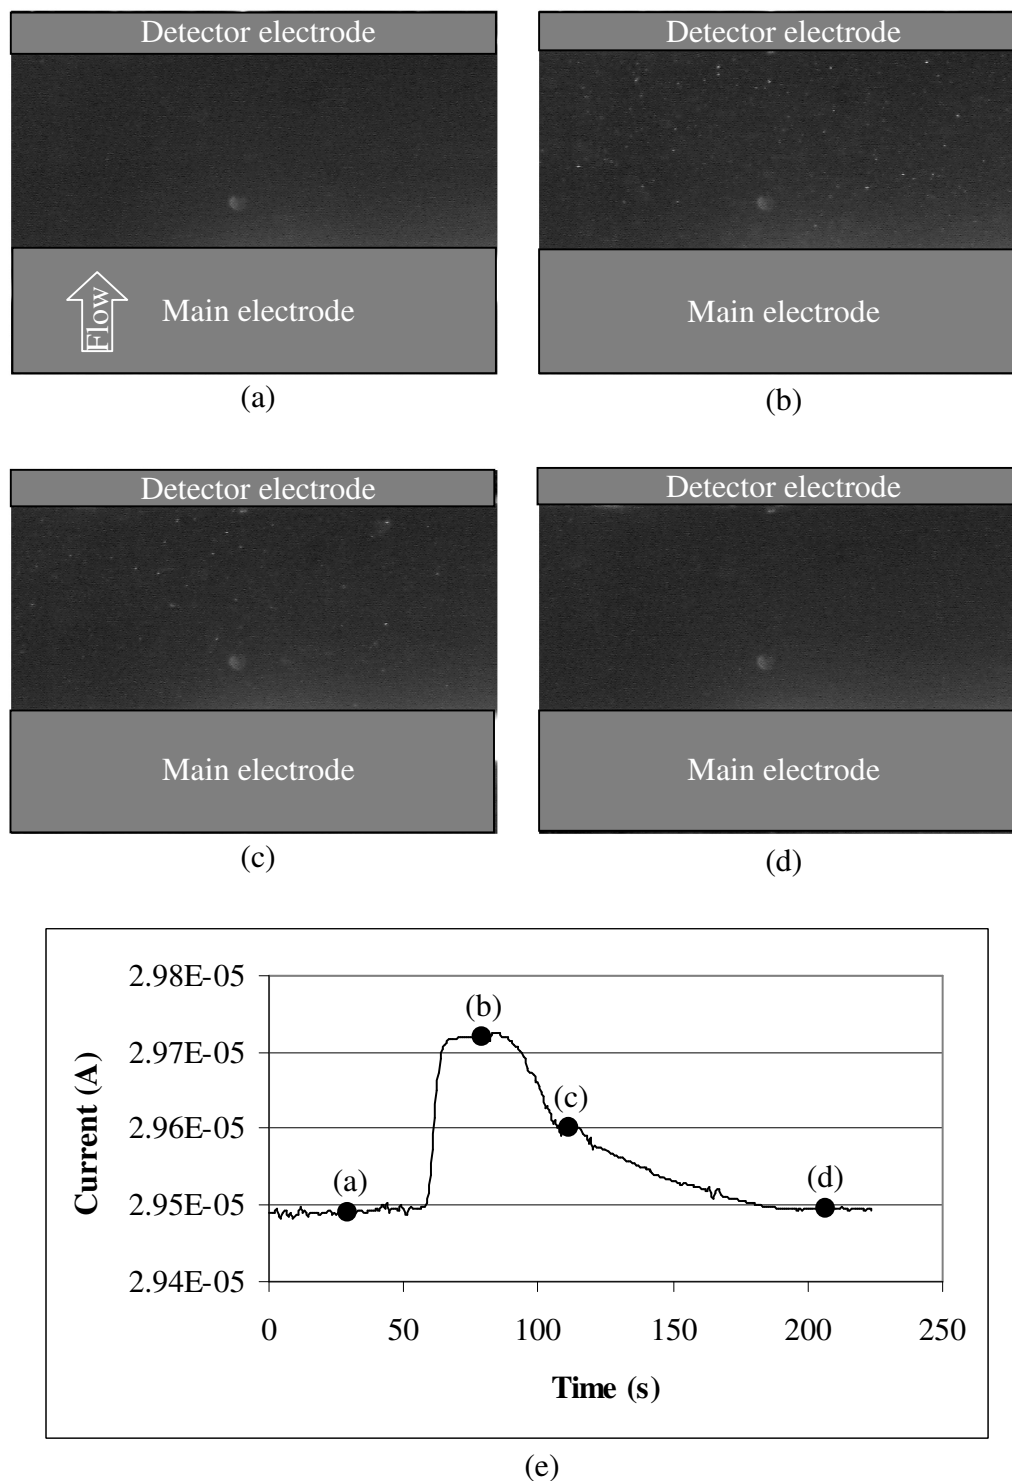 Detector electrode
Detector electrode
Flow
Main electrode
Main electrode
(a)
(b)
Detector electrode
Detector electrode
Main electrode
Main electrode
(c)
(d)
2.98E-05
2.97E-05
2.96E-05
2.95E-05
2.94E-05
Current (A)
(a)
(b)
(c)
(d)
0 50 100 150 200 250
Time (s)
(e)